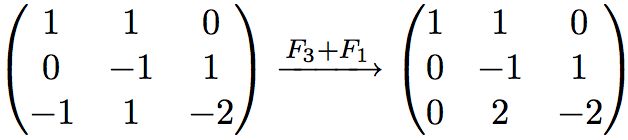 1 1 0 1 1 0
0 −1 1 F₃+F₁ 0 −1 1
−1 1 −2 0 2 −2